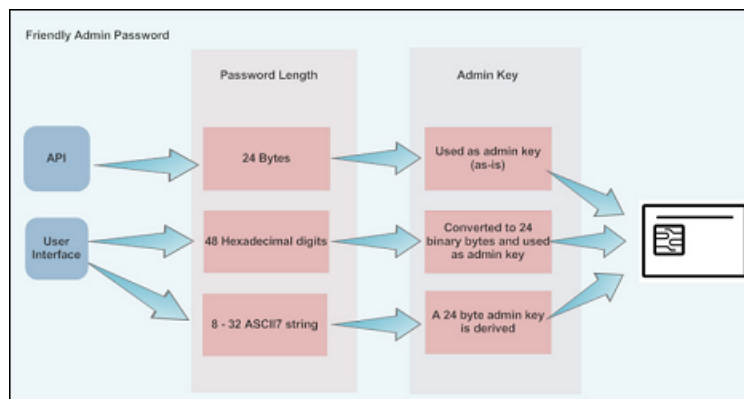 Friendly Admin Password
Password Length
Admin Key
API
24 Bytes
Used as admin key
(as-is)
User
Interface
48 Hexadecimal digits
Converted to 24
binary bytes and used
as admin key
8 - 32 ASCII7 string
A 24 byte admin key
is derived